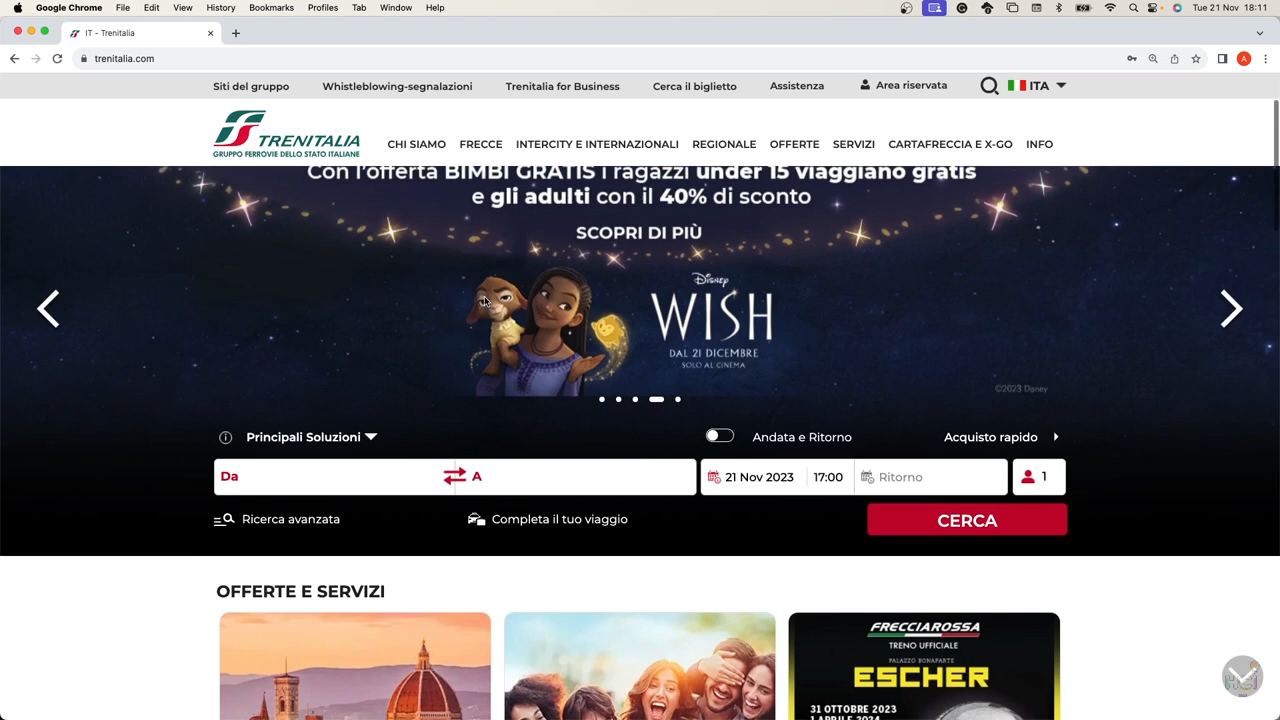 Google Chrome File Edit View History Bookmarks Profiles Tab Window Help Tue 21 Nov 18:11
IT - Trenitalia
trenitalia.com
A
Siti del gruppo Whistleblowing-segnalazioni Trenitalia for Business Cerca il biglietto Assistenza Area riservata ITA
TRENITALIA
GRUPPO FERROVIE DELLO STATO ITALIANE
CHI SIAMO FRECCE INTERCITY E INTERNAZIONALI REGIONALE OFFERTE SERVIZI CARTAFRECCIA E X-GO INFO
Con l'offerta BIMBI GRATIS i ragazzi under 15 viaggiano gratis
e gli adulti con il 40% di sconto
SCOPRI DI PIÙ
Disney
WISH
DAL 21 DICEMBRE
SOLO AL CINEMA
©2023 Disney
Principali Soluzioni Andata e Ritorno Acquisto rapido
Da A 21 Nov 2023 17:00 Ritorno 1
Ricerca avanzata Completa il tuo viaggio CERCA
OFFERTE E SERVIZI
FRECCIAROSSA
TRENO UFFICIALE
PALAZZO BONAPARTE
ESCHER
31 OTTOBRE 2023
1 APRILE 2024